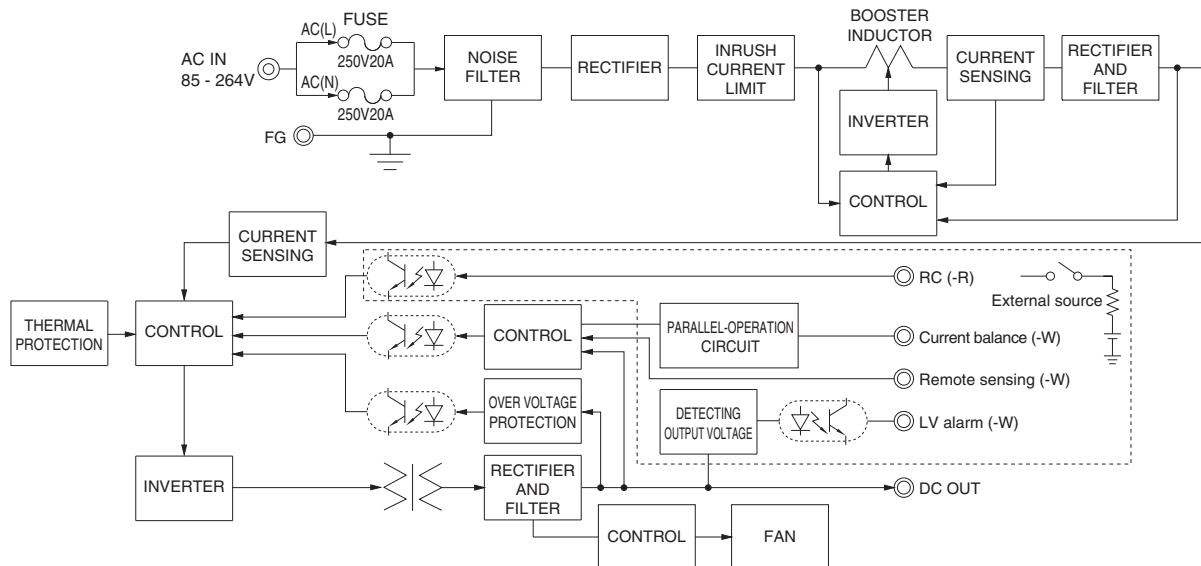 FUSE
AC(L)
250V20A
AC IN
85 - 264V
AC(N)
250V20A
FG
NOISE
FILTER
RECTIFIER
INRUSH
CURRENT
LIMIT
BOOSTER
INDUCTOR
CURRENT
SENSING
RECTIFIER
AND
FILTER
INVERTER
CONTROL
CURRENT
SENSING
RC (-R)
External source
THERMAL
PROTECTION
CONTROL
CONTROL
PARALLEL-OPERATION
CIRCUIT
Current balance (-W)
Remote sensing (-W)
OVER VOLTAGE
PROTECTION
DETECTING
OUTPUT VOLTAGE
LV alarm (-W)
INVERTER
RECTIFIER
AND
FILTER
DC OUT
CONTROL
FAN